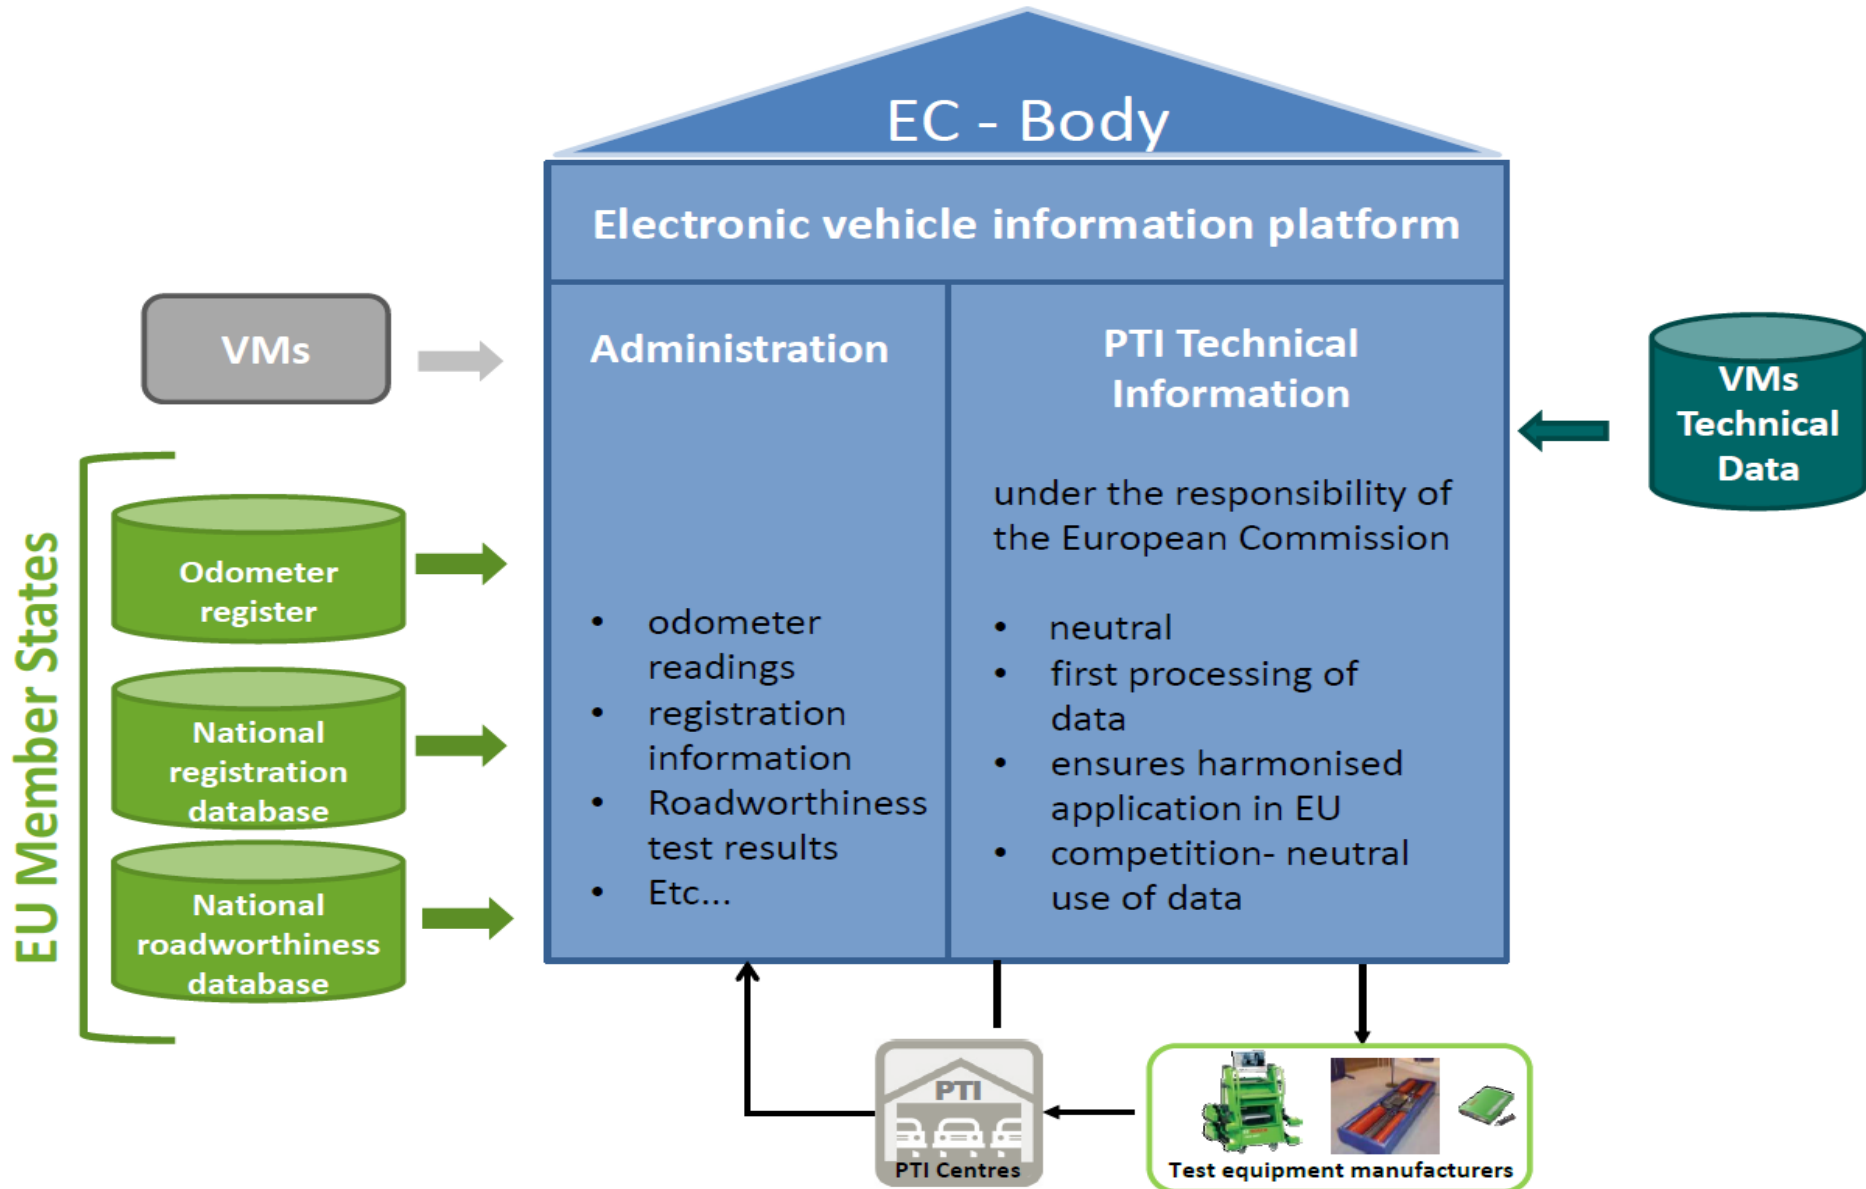 EC - Body
Electronic vehicle information platform
VMs
Administration
PTI Technical
Information
VMs
Technical
Data
under the responsibility of
the European Commission
EU Member States
Odometer
register
National
registration
database
National
roadworthiness
database
• odometer
readings
• registration
information
• Roadworthiness
test results
• Etc...
• neutral
• first processing of
data
• ensures harmonised
application in EU
• competition- neutral
use of data
PTI
PTI Centres
Test equipment manufacturers